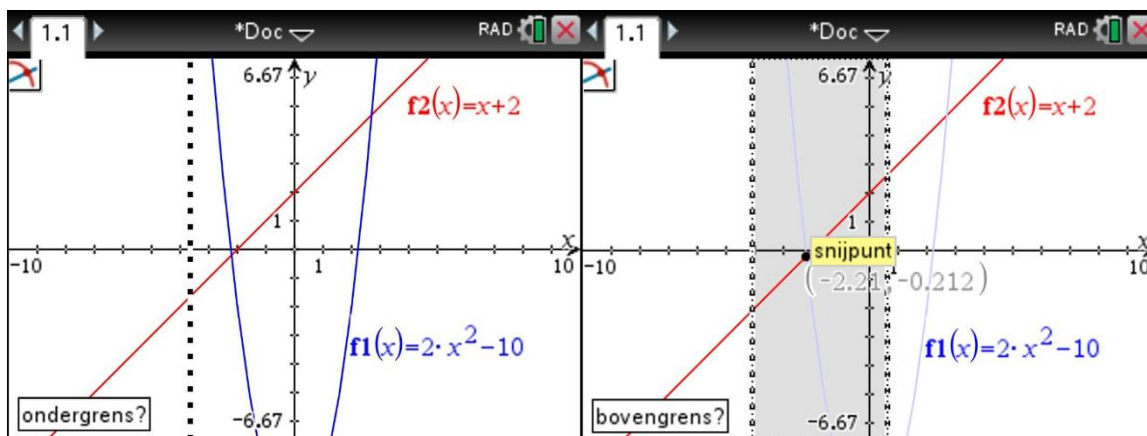 1.1 *Doc RAD
6.67 y
f2(x)=x+2
1
x
-10 1 10
f1(x)=2·x²-10
ondergrens?
-6.67
1.1 *Doc RAD
6.67 y
f2(x)=x+2
1
x
snijpunt
-10 1 10
(-2.21,-0.212)
f1(x)=2·x²-10
bovengrens?
-6.67